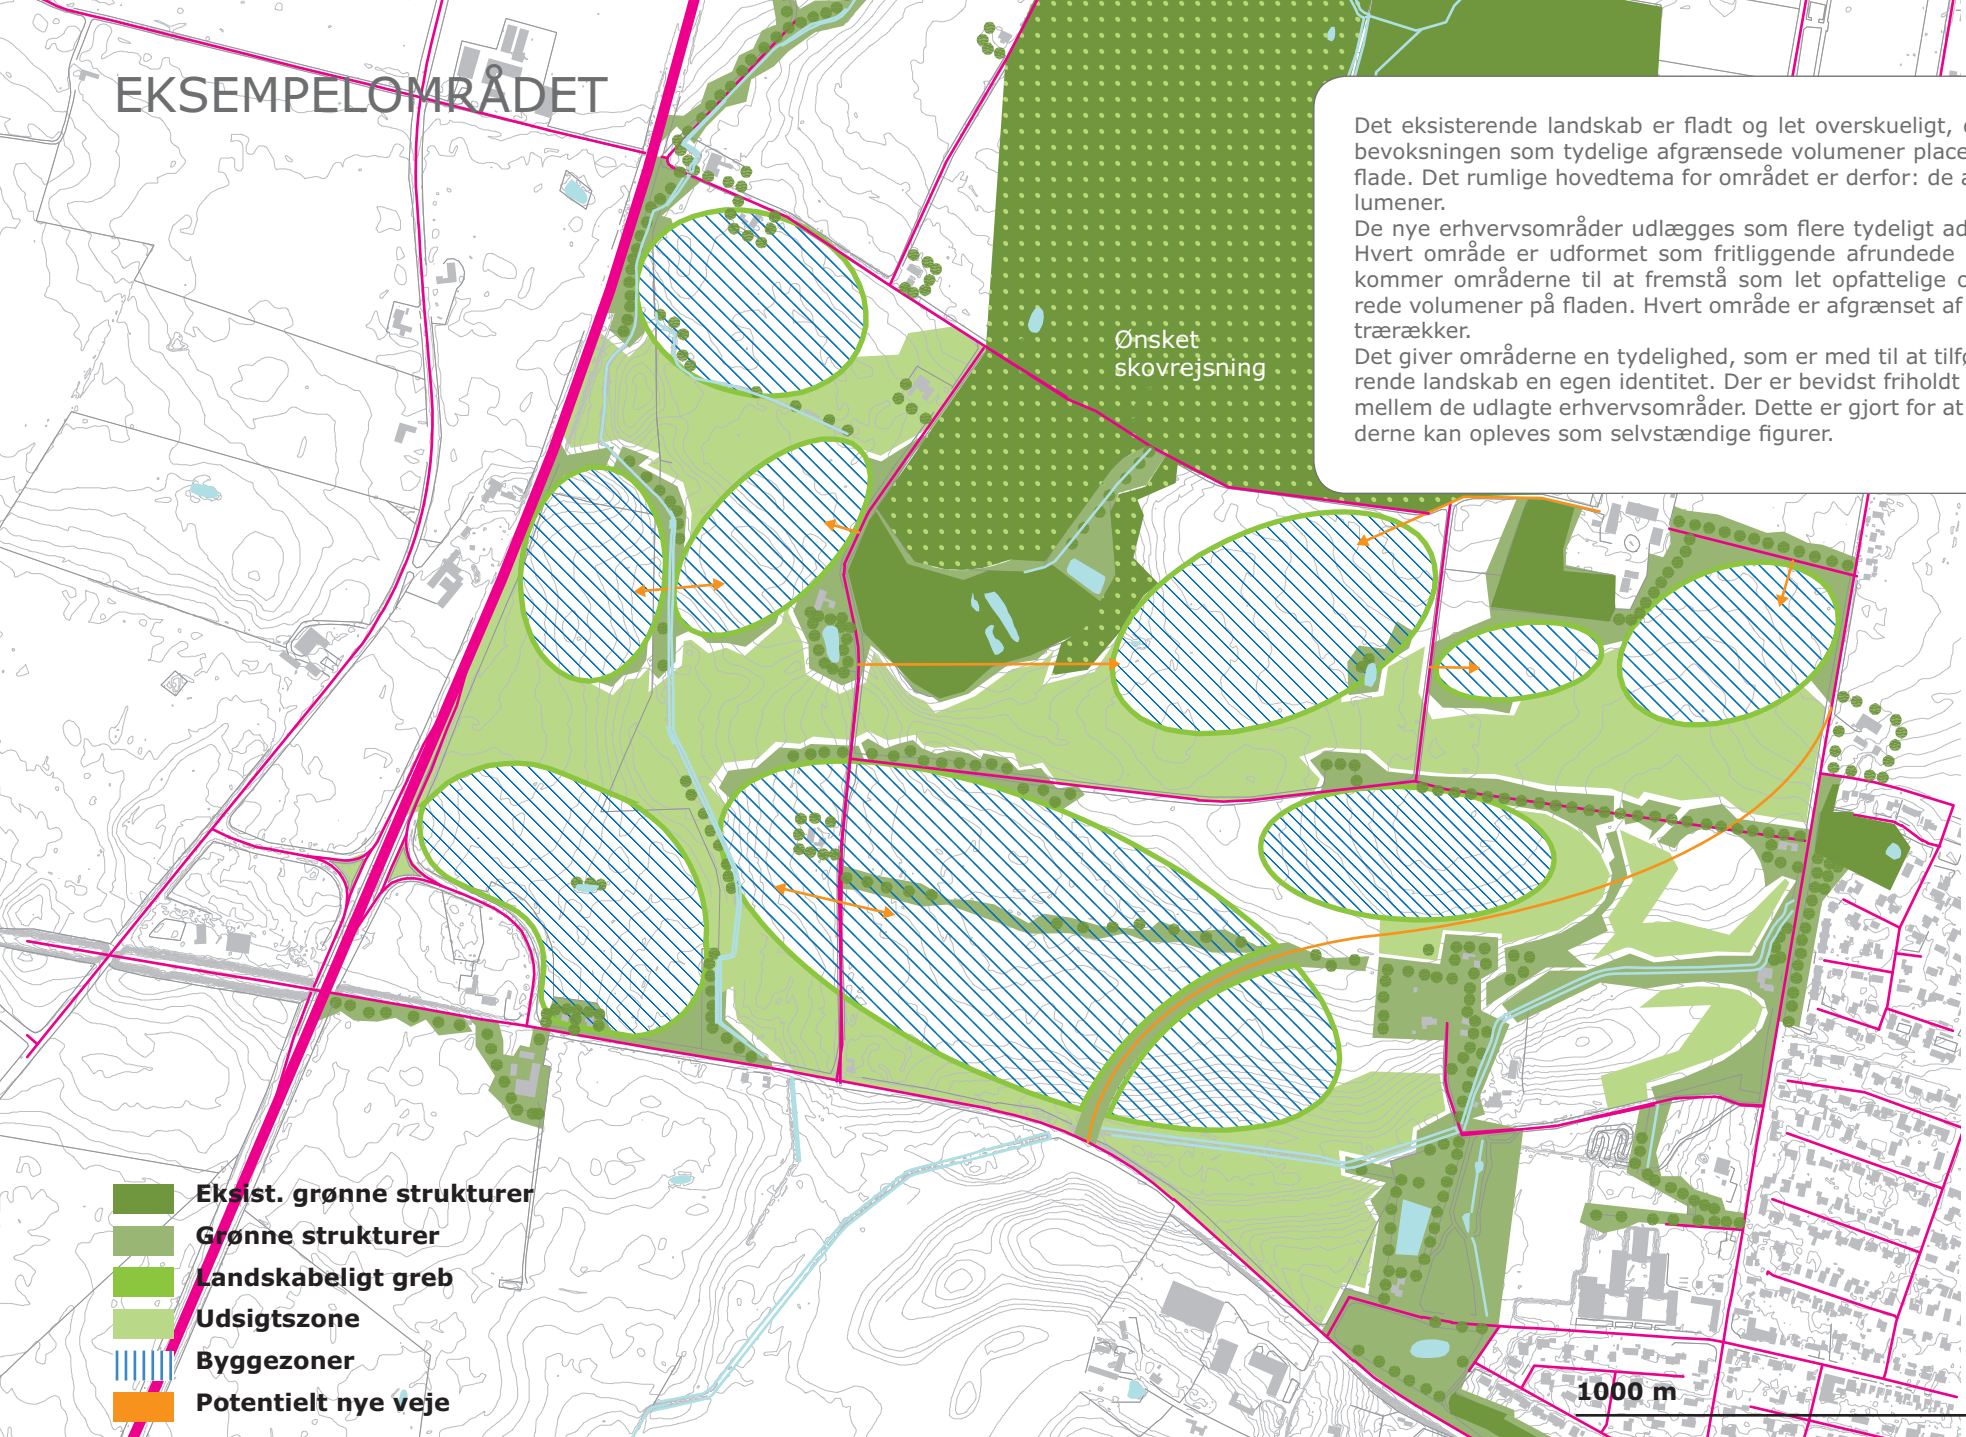 EKSEMPELOMRÅDET
Det eksisterende landskab er fladt og let overskueligt,
bevoksningen som tydelige afgrænsede volumener place
flade. Det rumlige hovedtema for området er derfor: de
lumener.
De nye erhvervsområder udlægges som flere tydeligt ad
Hvert område er udformet som fritliggende afrundede
kommer områderne til at fremstå som let opfattelige
rede volumener på fladen. Hvert område er afgrænset af
trærækker.
Det giver områderne en tydelighed, som er med til at tilfø
rende landskab en egen identitet. Der er bevidst friholdt
mellem de udlagte erhvervsområder. Dette er gjort for at
derne kan opleves som selvstændige figurer.
Ønsket
skovrejsning
Eksist. grønne strukturer
Grønne strukturer
Landskabeligt greb
Udsigtszone
Byggezoner
Potentielt nye veje
1000 m